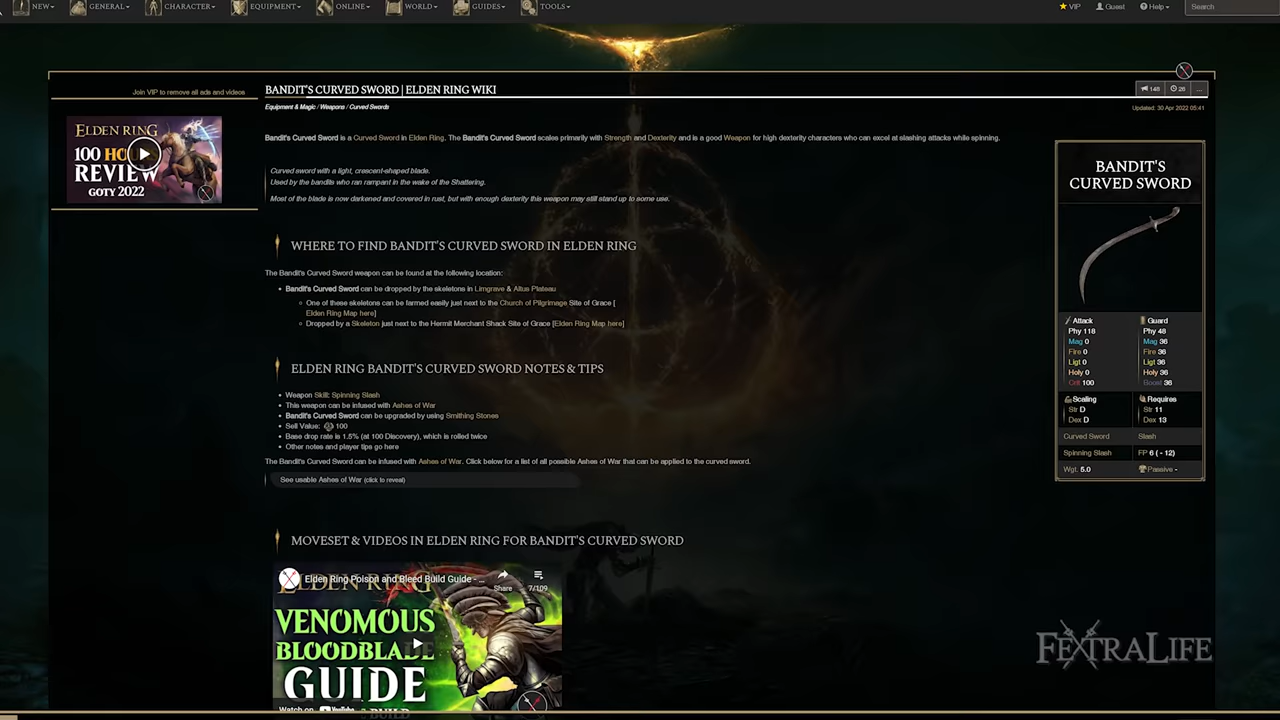 NEW GENERAL CHARACTER EQUIPMENT ONLINE WORLD GUIDES TOOLS VIP Guest Help Search
BANDIT'S CURVED SWORD | ELDEN RING WIKI
148 28 ...
Join VIP to remove all ads and videos
Equipment & Magic / Weapons / Curved Swords
Updated: 30 Apr 2022 05:41
ELDEN RING
100 HOUR
REVIEW
GOTY 2022
Bandit's Curved Sword is a Curved Sword in Elden Ring. The Bandit's Curved Sword scales primarily with Strength and Dexterity and is a good Weapon for high dexterity characters who can excel at slashing attacks while spinning.
Curved sword with a light, crescent-shaped blade.
Used by the bandits who ran rampant in the wake of the Shattering.
Most of the blade is now darkened and covered in rust, but with enough dexterity this weapon may still stand up to some use.
WHERE TO FIND BANDIT'S CURVED SWORD IN ELDEN RING
The Bandit's Curved Sword weapon can be found at the following location:
• Bandit's Curved Sword can be dropped by the skeletons in Limgrave & Altus Plateau
One of these skeletons can be farmed easily just next to the Church of Pilgrimage Site of Grace [
Elden Ring Map here]
Dropped by a Skeleton just next to the Hermit Merchant Shack Site of Grace [Elden Ring Map here]
ELDEN RING BANDIT'S CURVED SWORD NOTES & TIPS
• Weapon Skill: Spinning Slash
• This weapon can be infused with Ashes of War
• Bandit's Curved Sword can be upgraded by using Smithing Stones
• Sell Value: 100
• Base drop rate is 1.5% (at 100 Discovery), which is rolled twice
• Other notes and player tips go here
The Bandit's Curved Sword can be infused with Ashes of War. Click below for a list of all possible Ashes of War that can be applied to the curved sword.
See usable Ashes of War (click to reveal)
MOVESET & VIDEOS IN ELDEN RING FOR BANDIT'S CURVED SWORD
Elden Ring Poison and Bleed Build Guide - ...
Share 7/109
ELDEN RING
VENOMOUS
BLOODBLADE
GUIDE
BUILD
Watch on YouTube
BANDIT'S
CURVED SWORD
Attack Guard
Phy 118 Phy 48
Mag 0 Mag 36
Fire 0 Fire 36
Ligt 0 Ligt 36
Holy 0 Holy 36
Crit 100 Boost 36
Scaling Requires
Str D Str 11
Dex D Dex 13
Curved Sword Slash
Spinning Slash FP 6 ( - 12)
Wgt. 5.0 Passive -
FEXTRALIFE